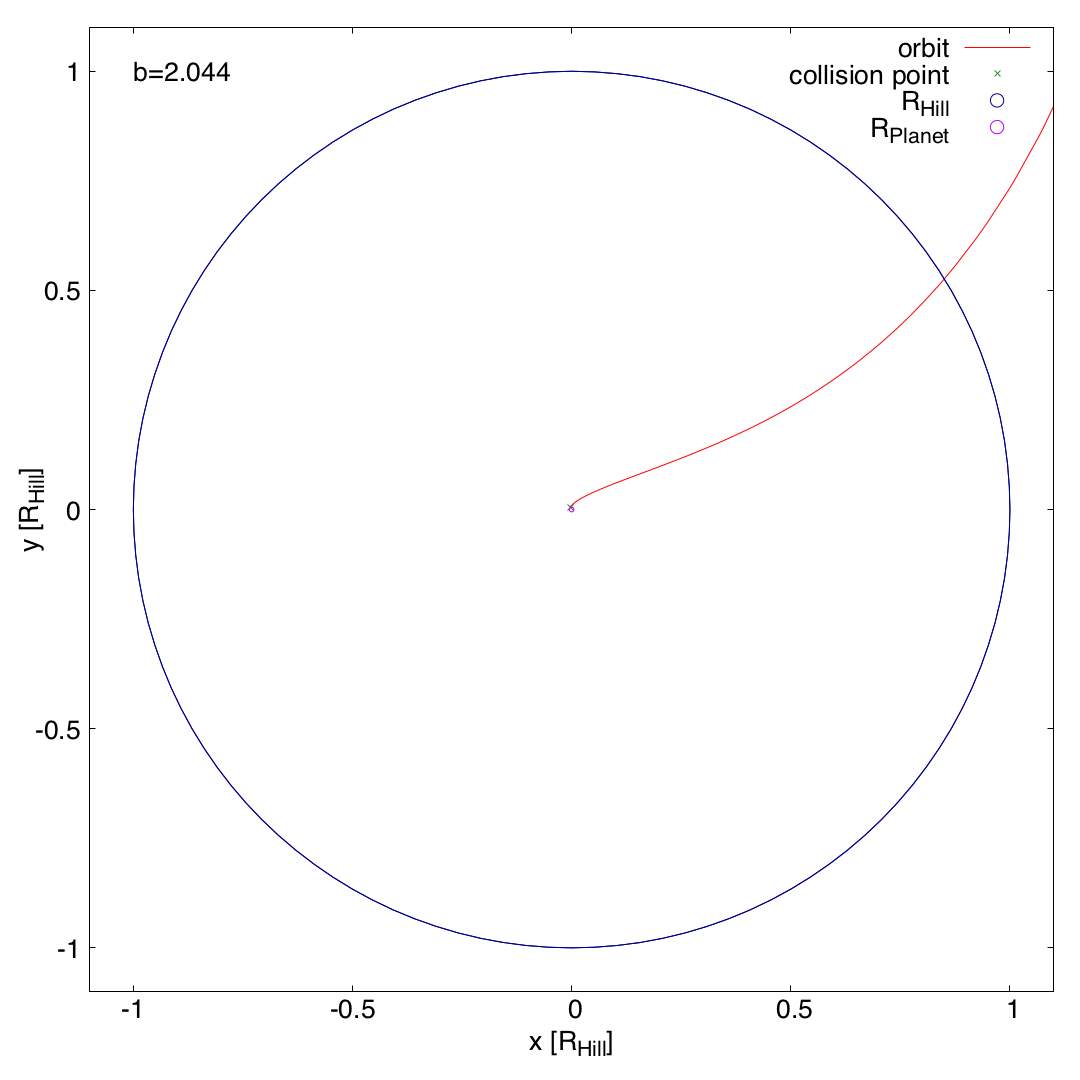 b=2.044
orbit
collision point
R_Hill
R_Planet
1
0.5
0
-0.5
-1
y [R_Hill]
-1 -0.5 0 0.5 1
x [R_Hill]